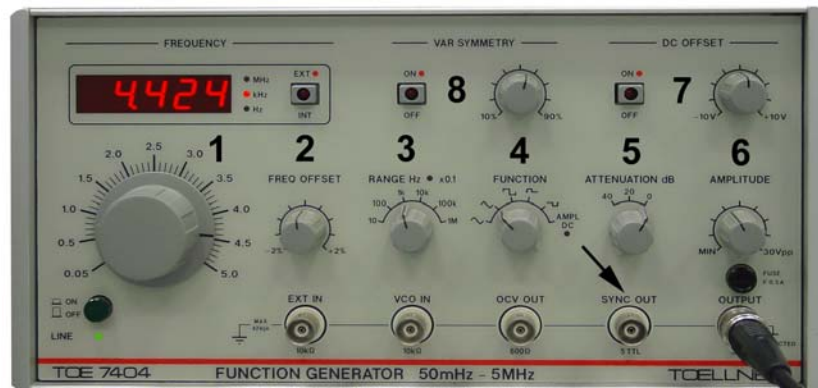 FREQUENCY
VAR SYMMETRY
DC OFFSET
4.424
MHz
kHz
Hz
EXT
INT
ON
OFF
8
10% 90%
ON
OFF
7
-10V +10V
1
2
3
4
5
6
0.05 0.5 1.0 1.5 2.0 2.5 3.0 3.5 4.0 4.5 5.0
FREQ OFFSET
-2% +2%
RANGE Hz x0.1
10 100 1k 10k 100k 1M
FUNCTION
AMPL
DC
ATTENUATION dB
40 20 0
AMPLITUDE
MIN 30Vpp
FUSE
ON
OFF
LINE
EXT IN
VCO IN
OCV OUT
SYNC OUT
OUTPUT
MAX
10kΩ
10kΩ
600Ω
5 TTL
TOE 7404 FUNCTION GENERATOR 50mHz - 5MHz